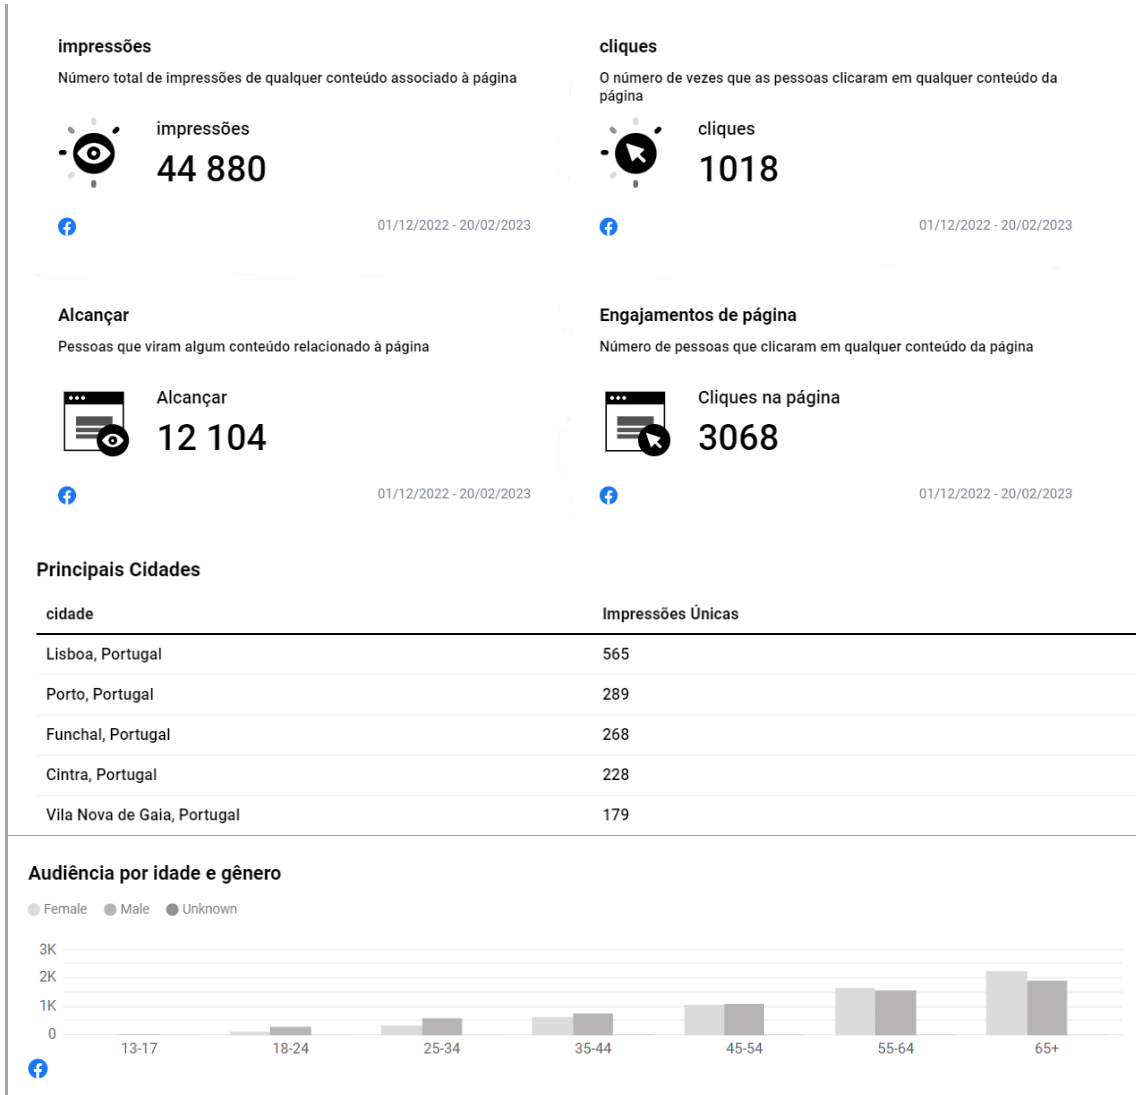 impressões
Número total de impressões de qualquer conteúdo associado à página
impressões
44 880
01/12/2022 - 20/02/2023
cliques
O número de vezes que as pessoas clicaram em qualquer conteúdo da
página
cliques
1018
01/12/2022 - 20/02/2023
Alcançar
Pessoas que viram algum conteúdo relacionado à página
Alcançar
12 104
01/12/2022 - 20/02/2023
Engajamentos de página
Número de pessoas que clicaram em qualquer conteúdo da página
Cliques na página
3068
01/12/2022 - 20/02/2023
Principais Cidades
cidade Impressões Únicas
Lisboa, Portugal 565
Porto, Portugal 289
Funchal, Portugal 268
Cintra, Portugal 228
Vila Nova de Gaia, Portugal 179
Audiência por idade e gênero
Female Male Unknown
3K
2K
1K
0
13-17 18-24 25-34 35-44 45-54 55-64 65+